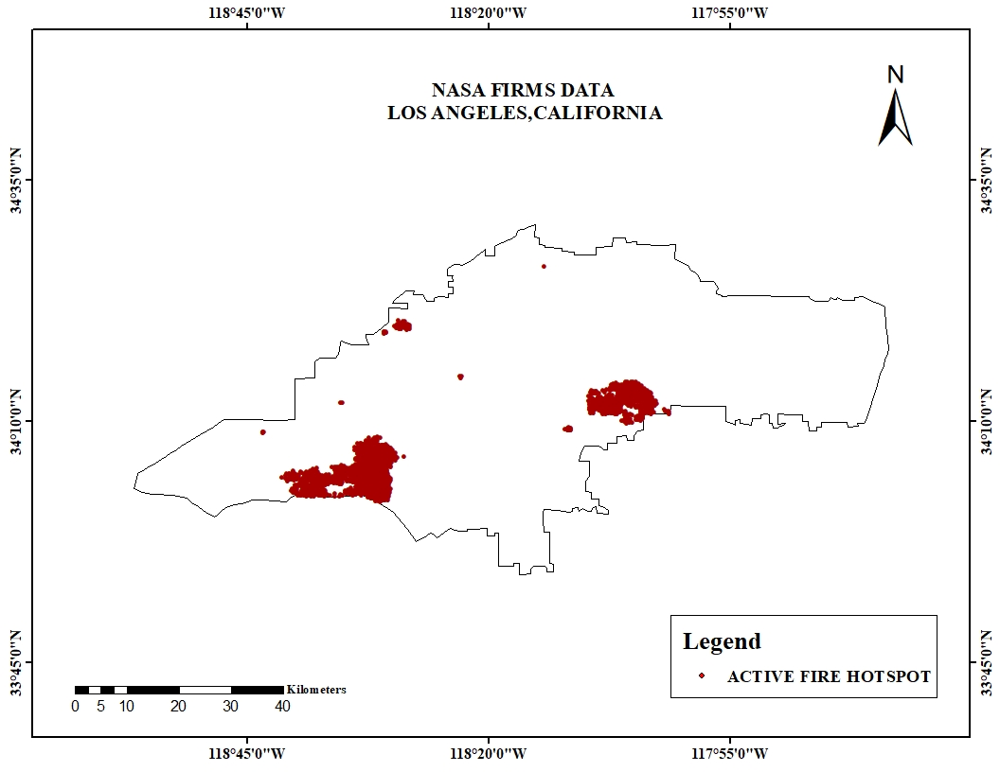 118°45'0"W 118°20'0"W 117°55'0"W
N
NASA FIRMS DATA
LOS ANGELES,CALIFORNIA
34°35'0"N 34°35'0"N
34°10'0"N 34°10'0"N
33°45'0"N 33°45'0"N
Legend
ACTIVE FIRE HOTSPOT
Kilometers
0 5 10 20 30 40
118°45'0"W 118°20'0"W 117°55'0"W